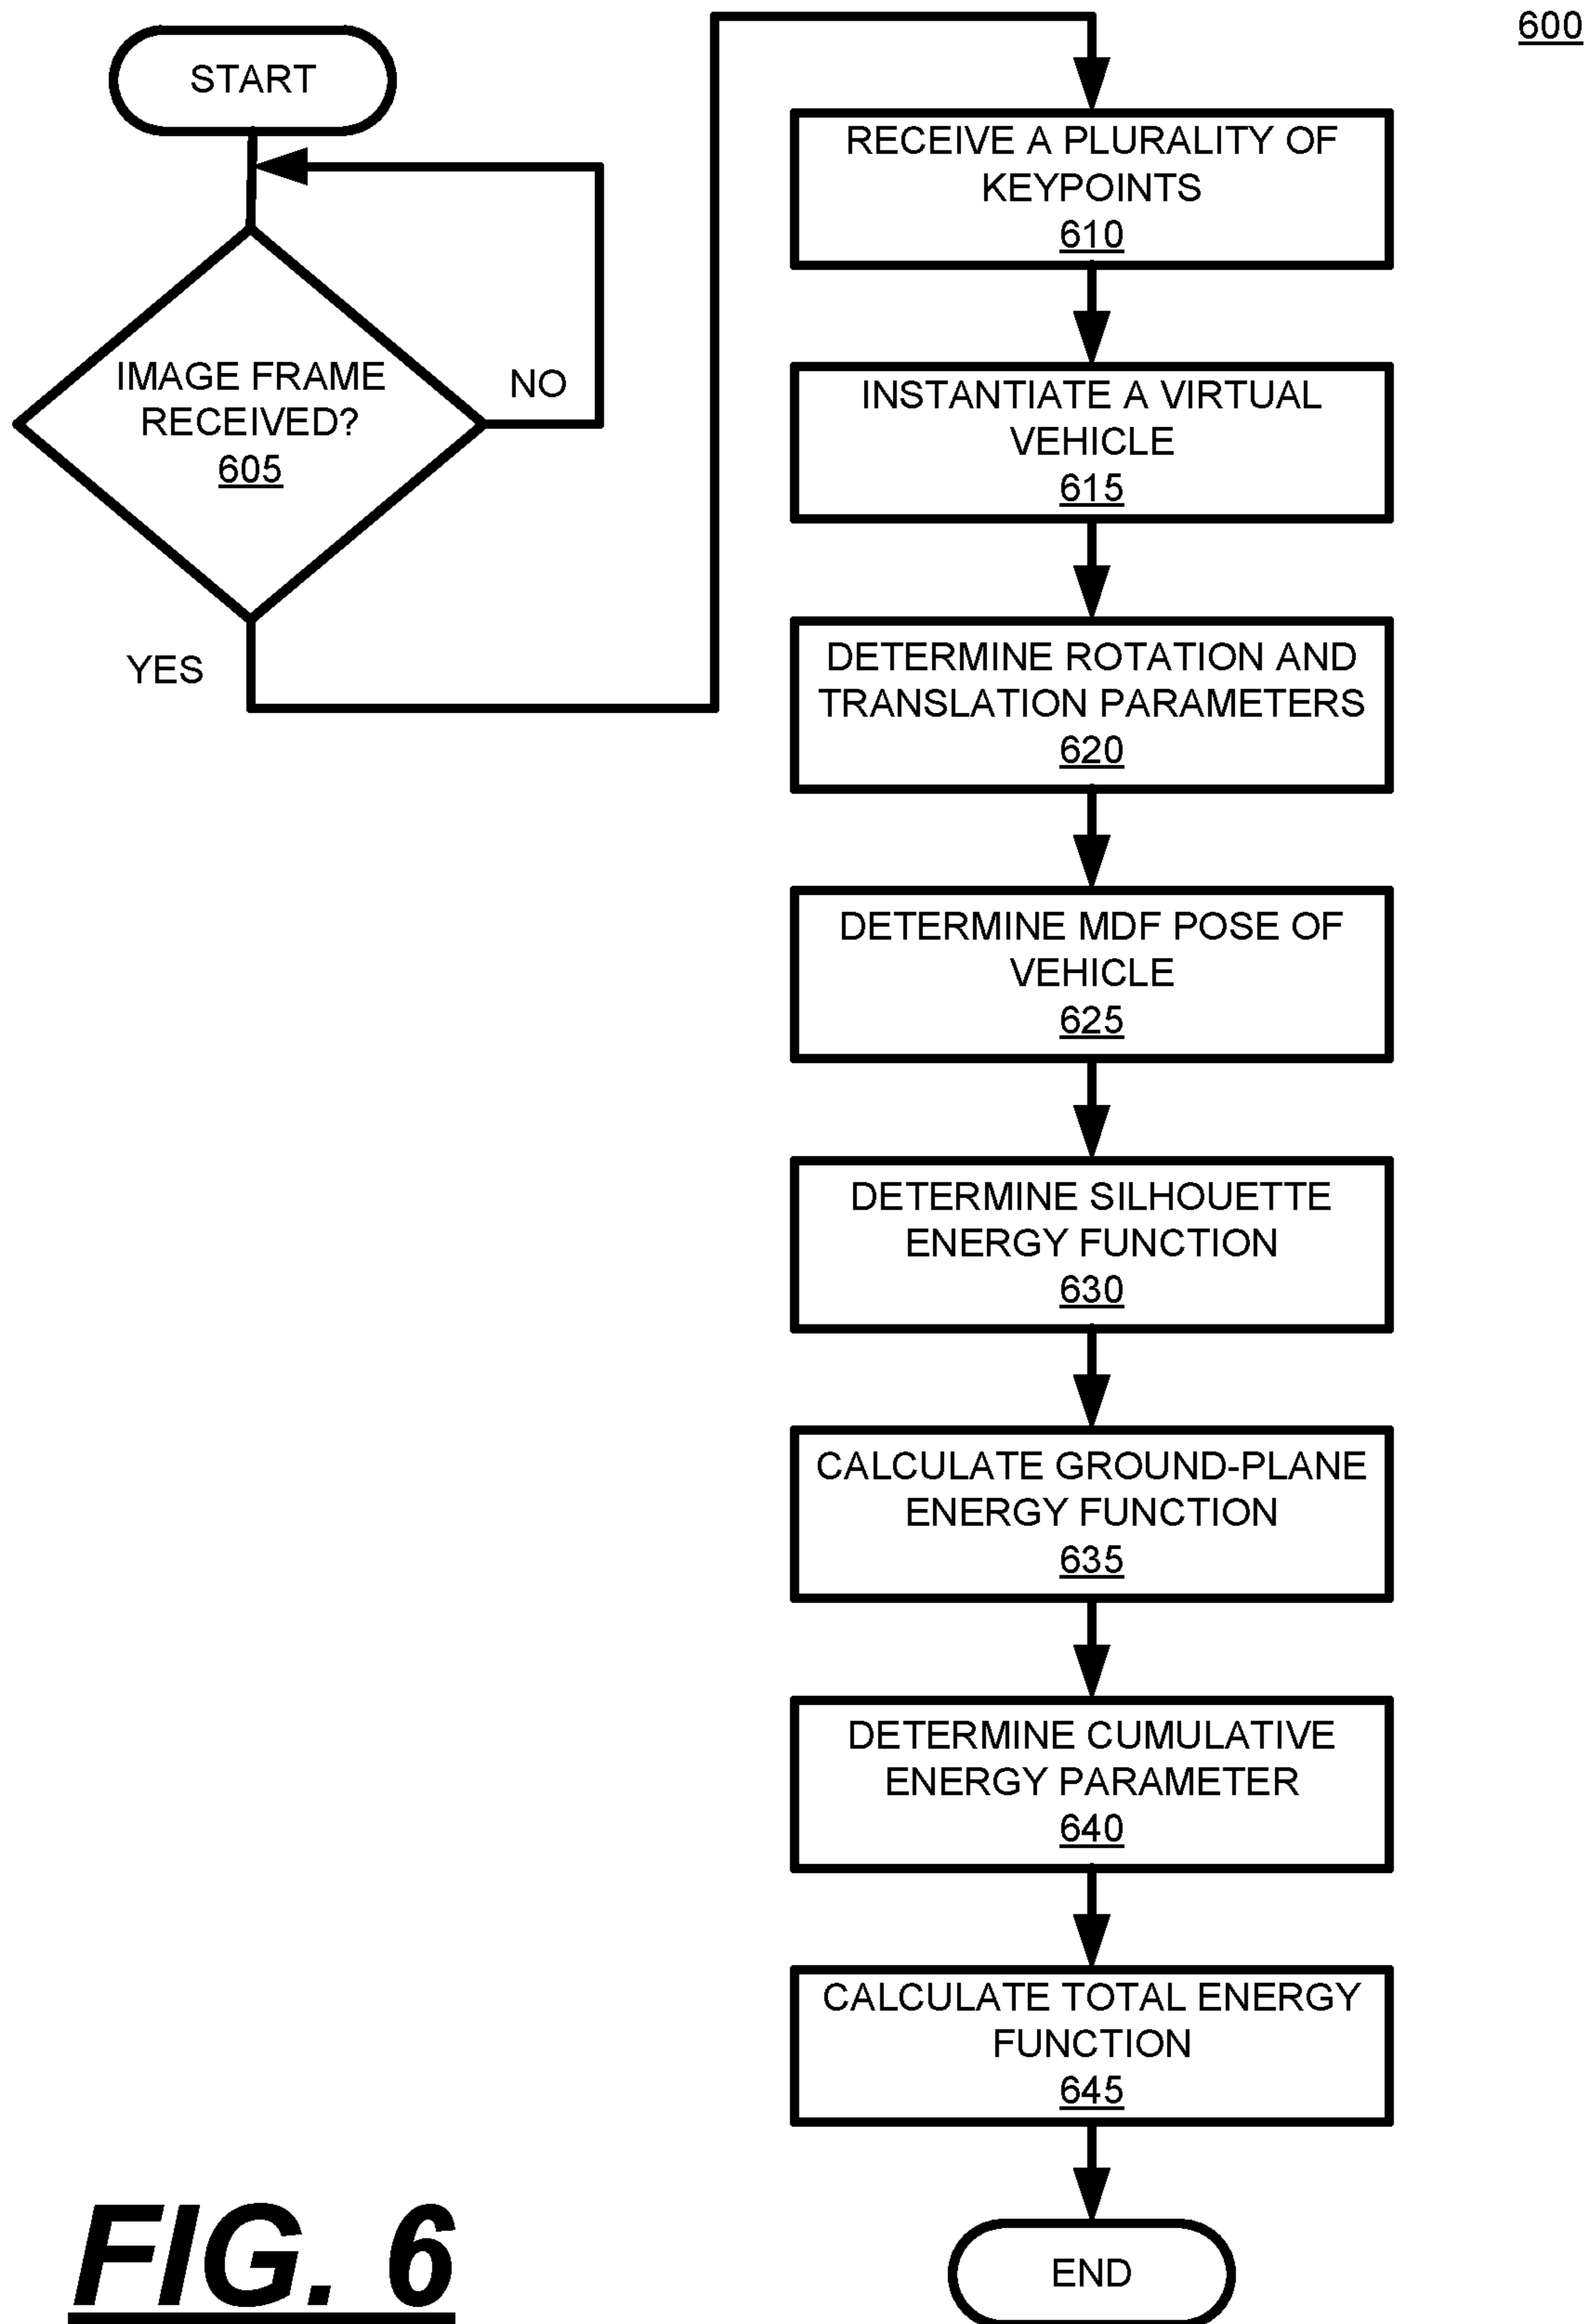 600
START
IMAGE FRAME
RECEIVED?
605
NO
YES
RECEIVE A PLURALITY OF
KEYPOINTS
610
INSTANTIATE A VIRTUAL
VEHICLE
615
DETERMINE ROTATION AND
TRANSLATION PARAMETERS
620
DETERMINE MDF POSE OF
VEHICLE
625
DETERMINE SILHOUETTE
ENERGY FUNCTION
630
CALCULATE GROUND-PLANE
ENERGY FUNCTION
635
DETERMINE CUMULATIVE
ENERGY PARAMETER
640
CALCULATE TOTAL ENERGY
FUNCTION
645
END
FIG. 6